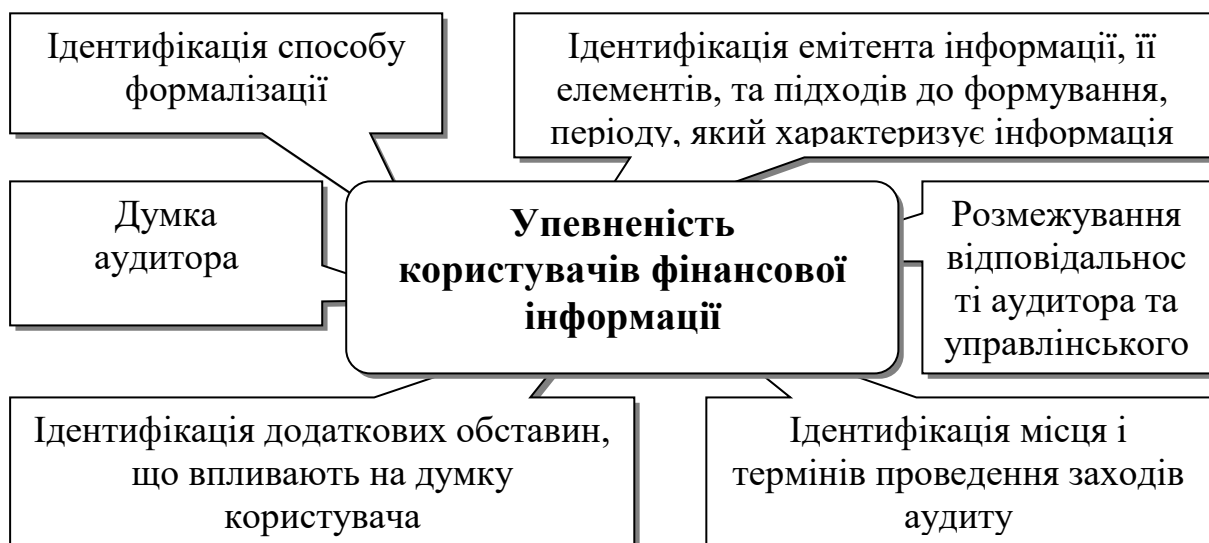 Ідентифікація способу
формалізації
Ідентифікація емітента інформації, її
елементів, та підходів до формування,
періоду, який характеризує інформація
Думка
аудитора
Упевненість
користувачів фінансової
інформації
Розмежування
відповідальнос
ті аудитора та
управлінського
Ідентифікація додаткових обставин,
що впливають на думку
користувача
Ідентифікація місця і
термінів проведення заходів
аудиту